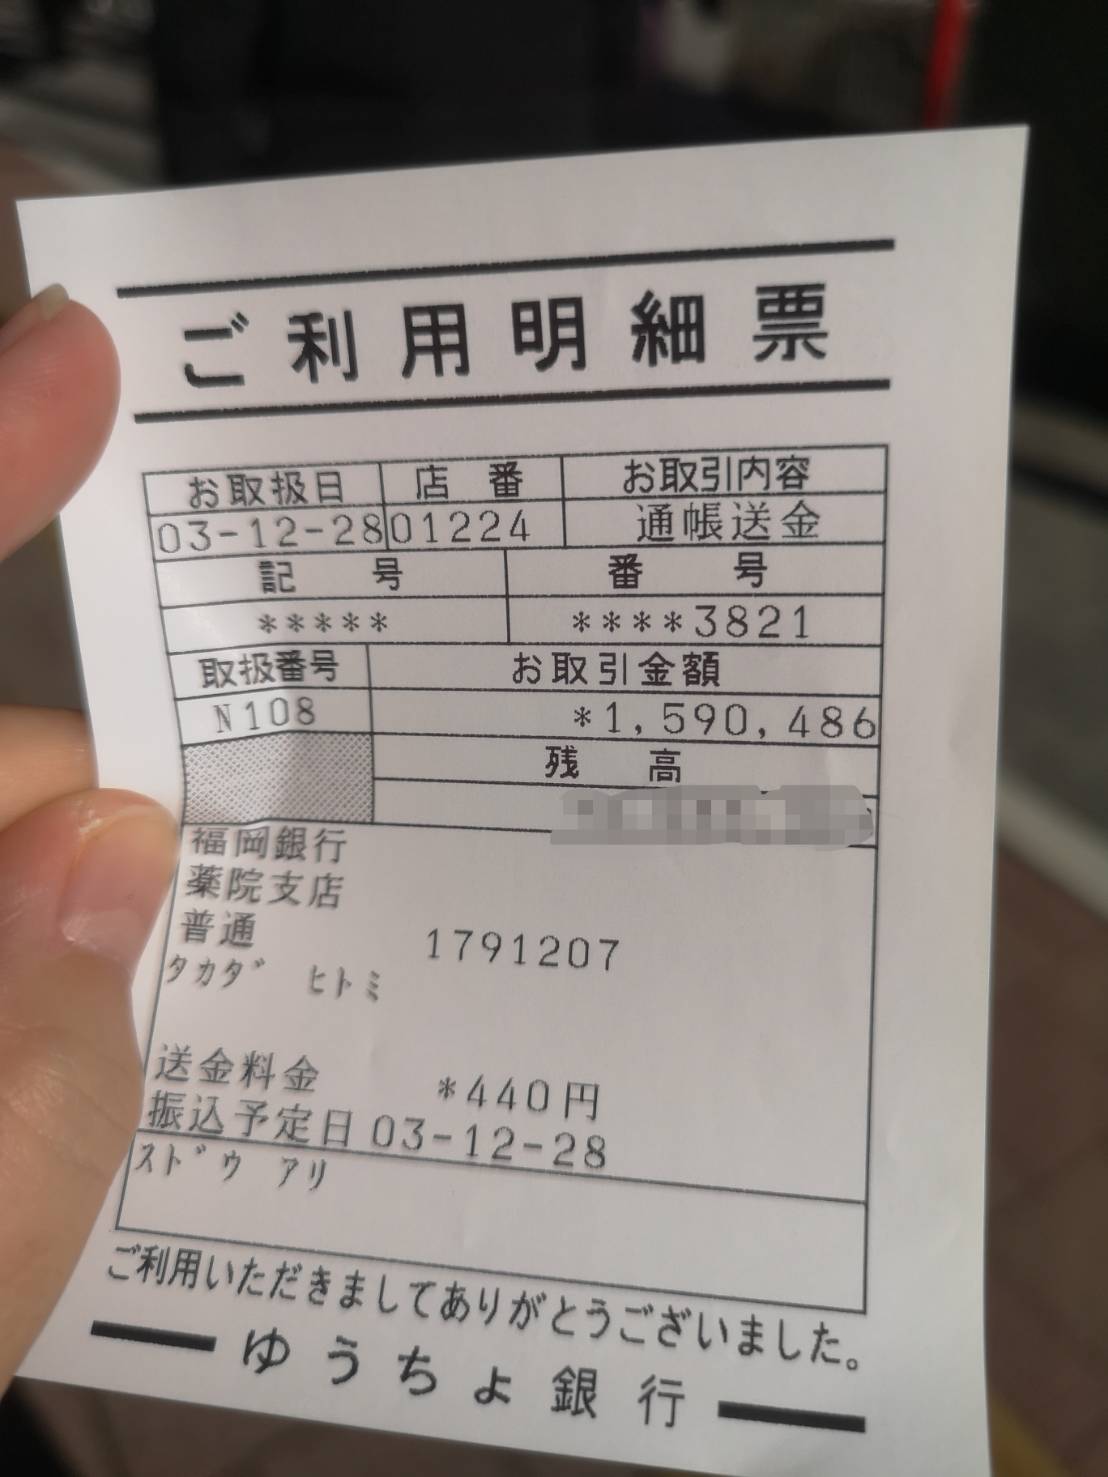 ご利用明細票
お取扱日 店番 お取引内容
03-12-28 01224 通帳送金
記号 番号
***** ****3821
取扱番号 お取引金額
N108 *1,590,486
残高
福岡銀行
薬院支店
普通 1791207
タカダ ヒトミ
送金料金 *440円
振込予定日 03-12-28
ストドウ アリ
ご利用いただきましてありがとうございました。
ゆうちょ銀行